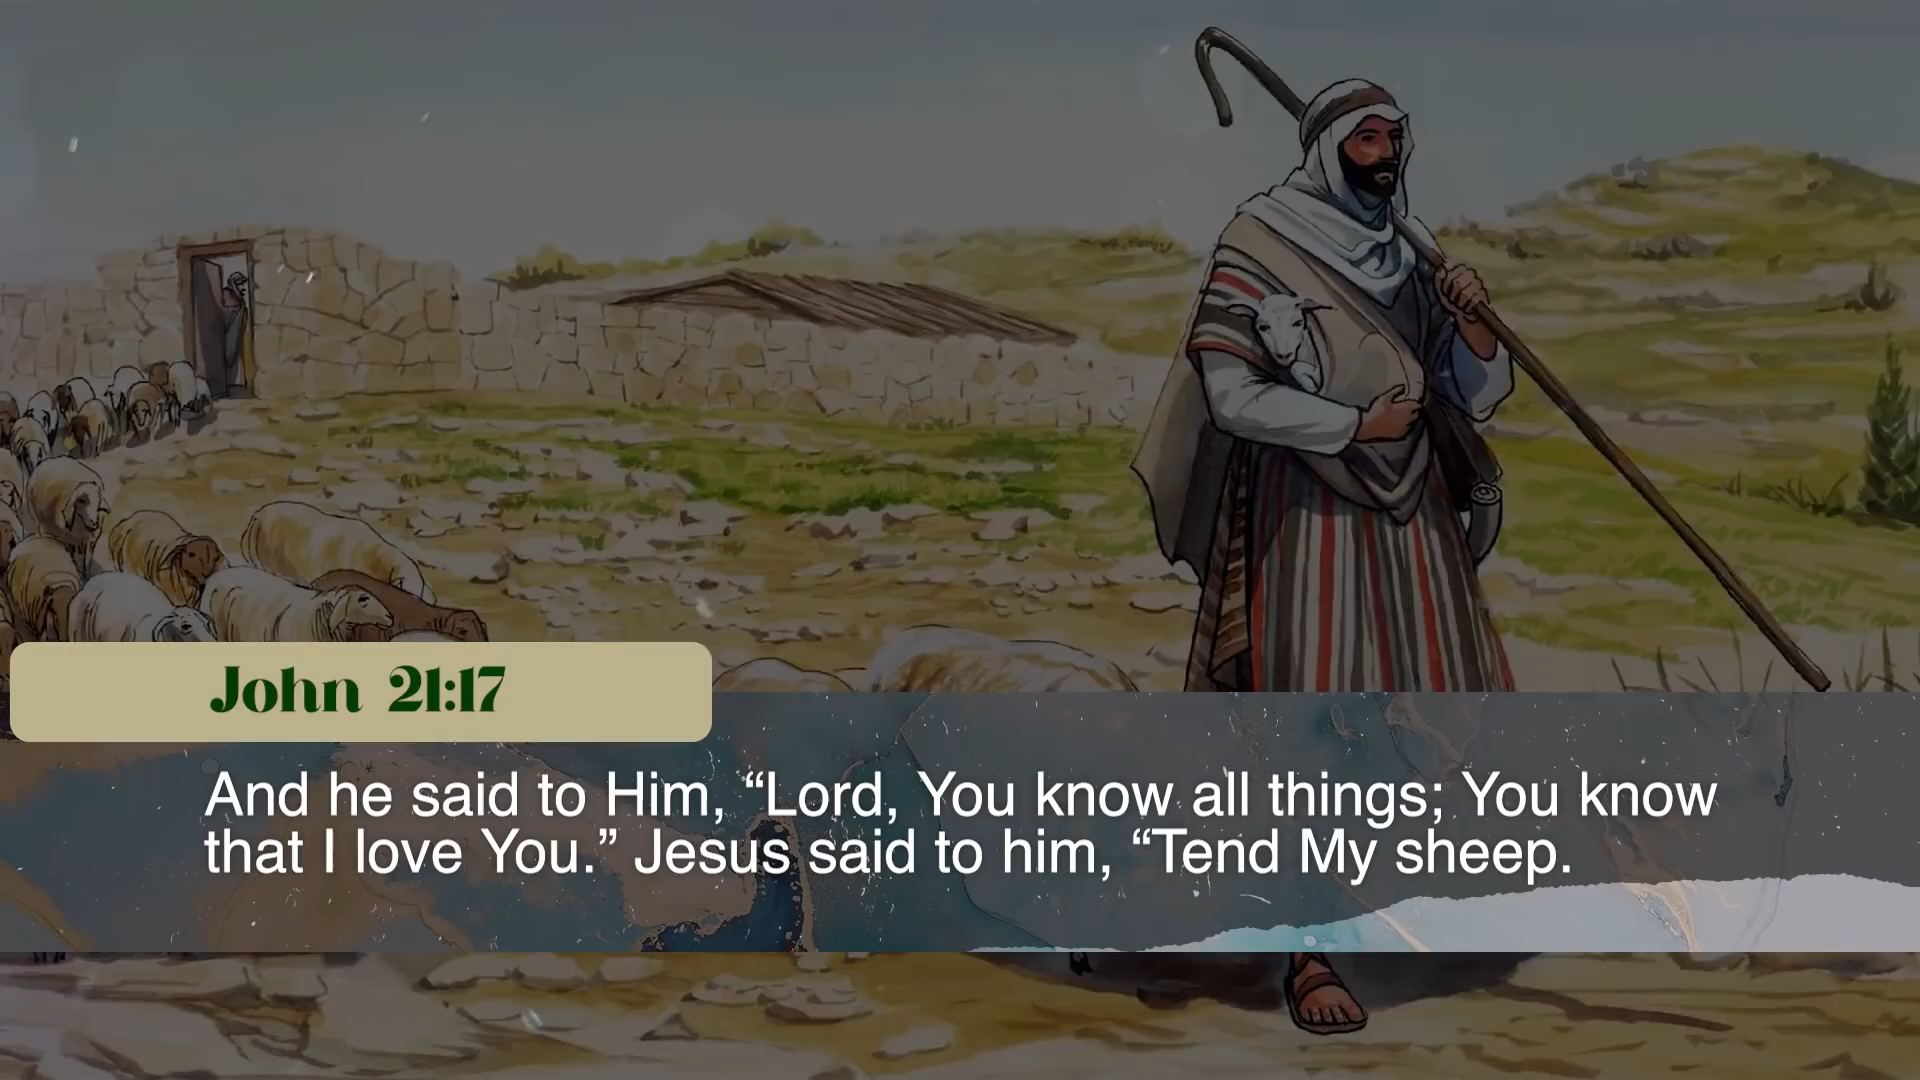 John 21:17
And he said to Him, “Lord, You know all things; You know
that I love You.” Jesus said to him, “Tend My sheep.